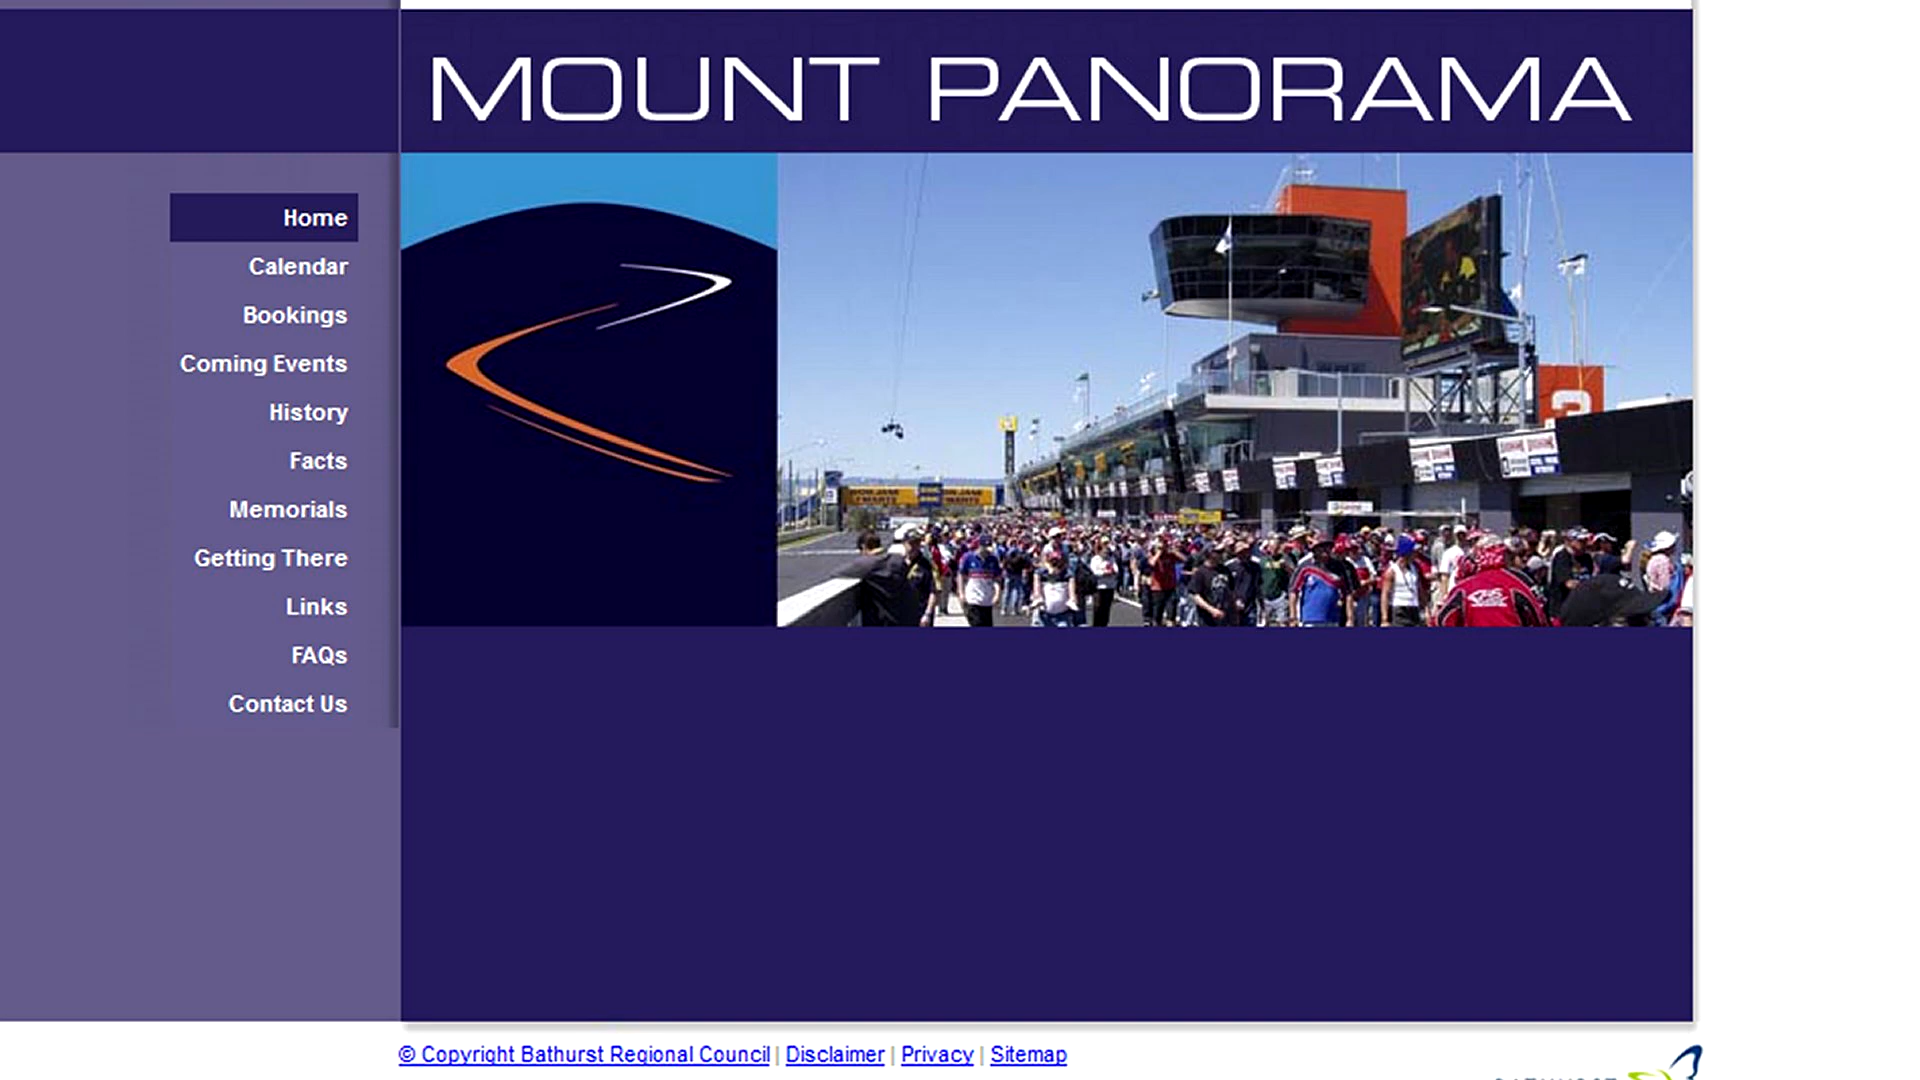 MOUNT PANORAMA
Home
Calendar
Bookings
Coming Events
History
Facts
Memorials
Getting There
Links
FAQs
Contact Us
3
© Copyright Bathurst Regional Council | Disclaimer | Privacy | Sitemap